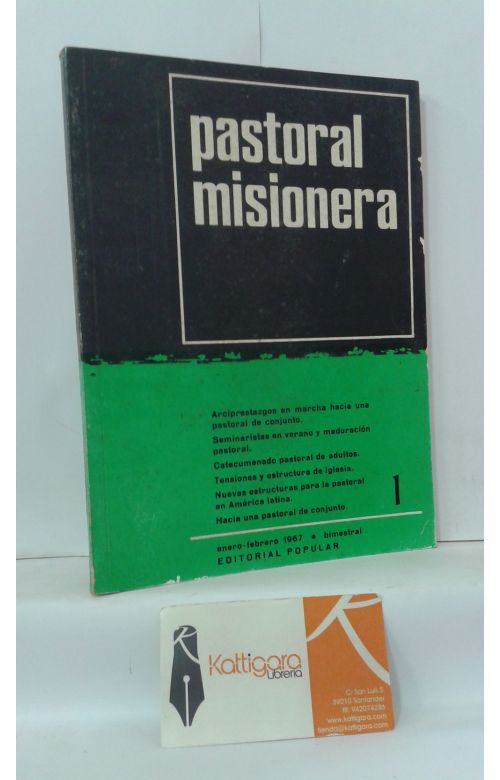 pastoral
misionera
Arciprestazgos en marcha hacia una
pastoral de conjunto.
Seminaristas en verano y maduración
pastoral.
Catecumenado pastoral de adultos.
Tensiones y estructura de iglesia.
Nuevas estructuras para la pastoral
en América latina.
Hacia una pastoral de conjunto.
1
enero-febrero 1967 • bimestral
EDITORIAL POPULAR
Kattigara
Librería
C/ San Luis 5
39010 Santander
tlf. 942074286
www.kattigara.com
tienda@kattigara.com